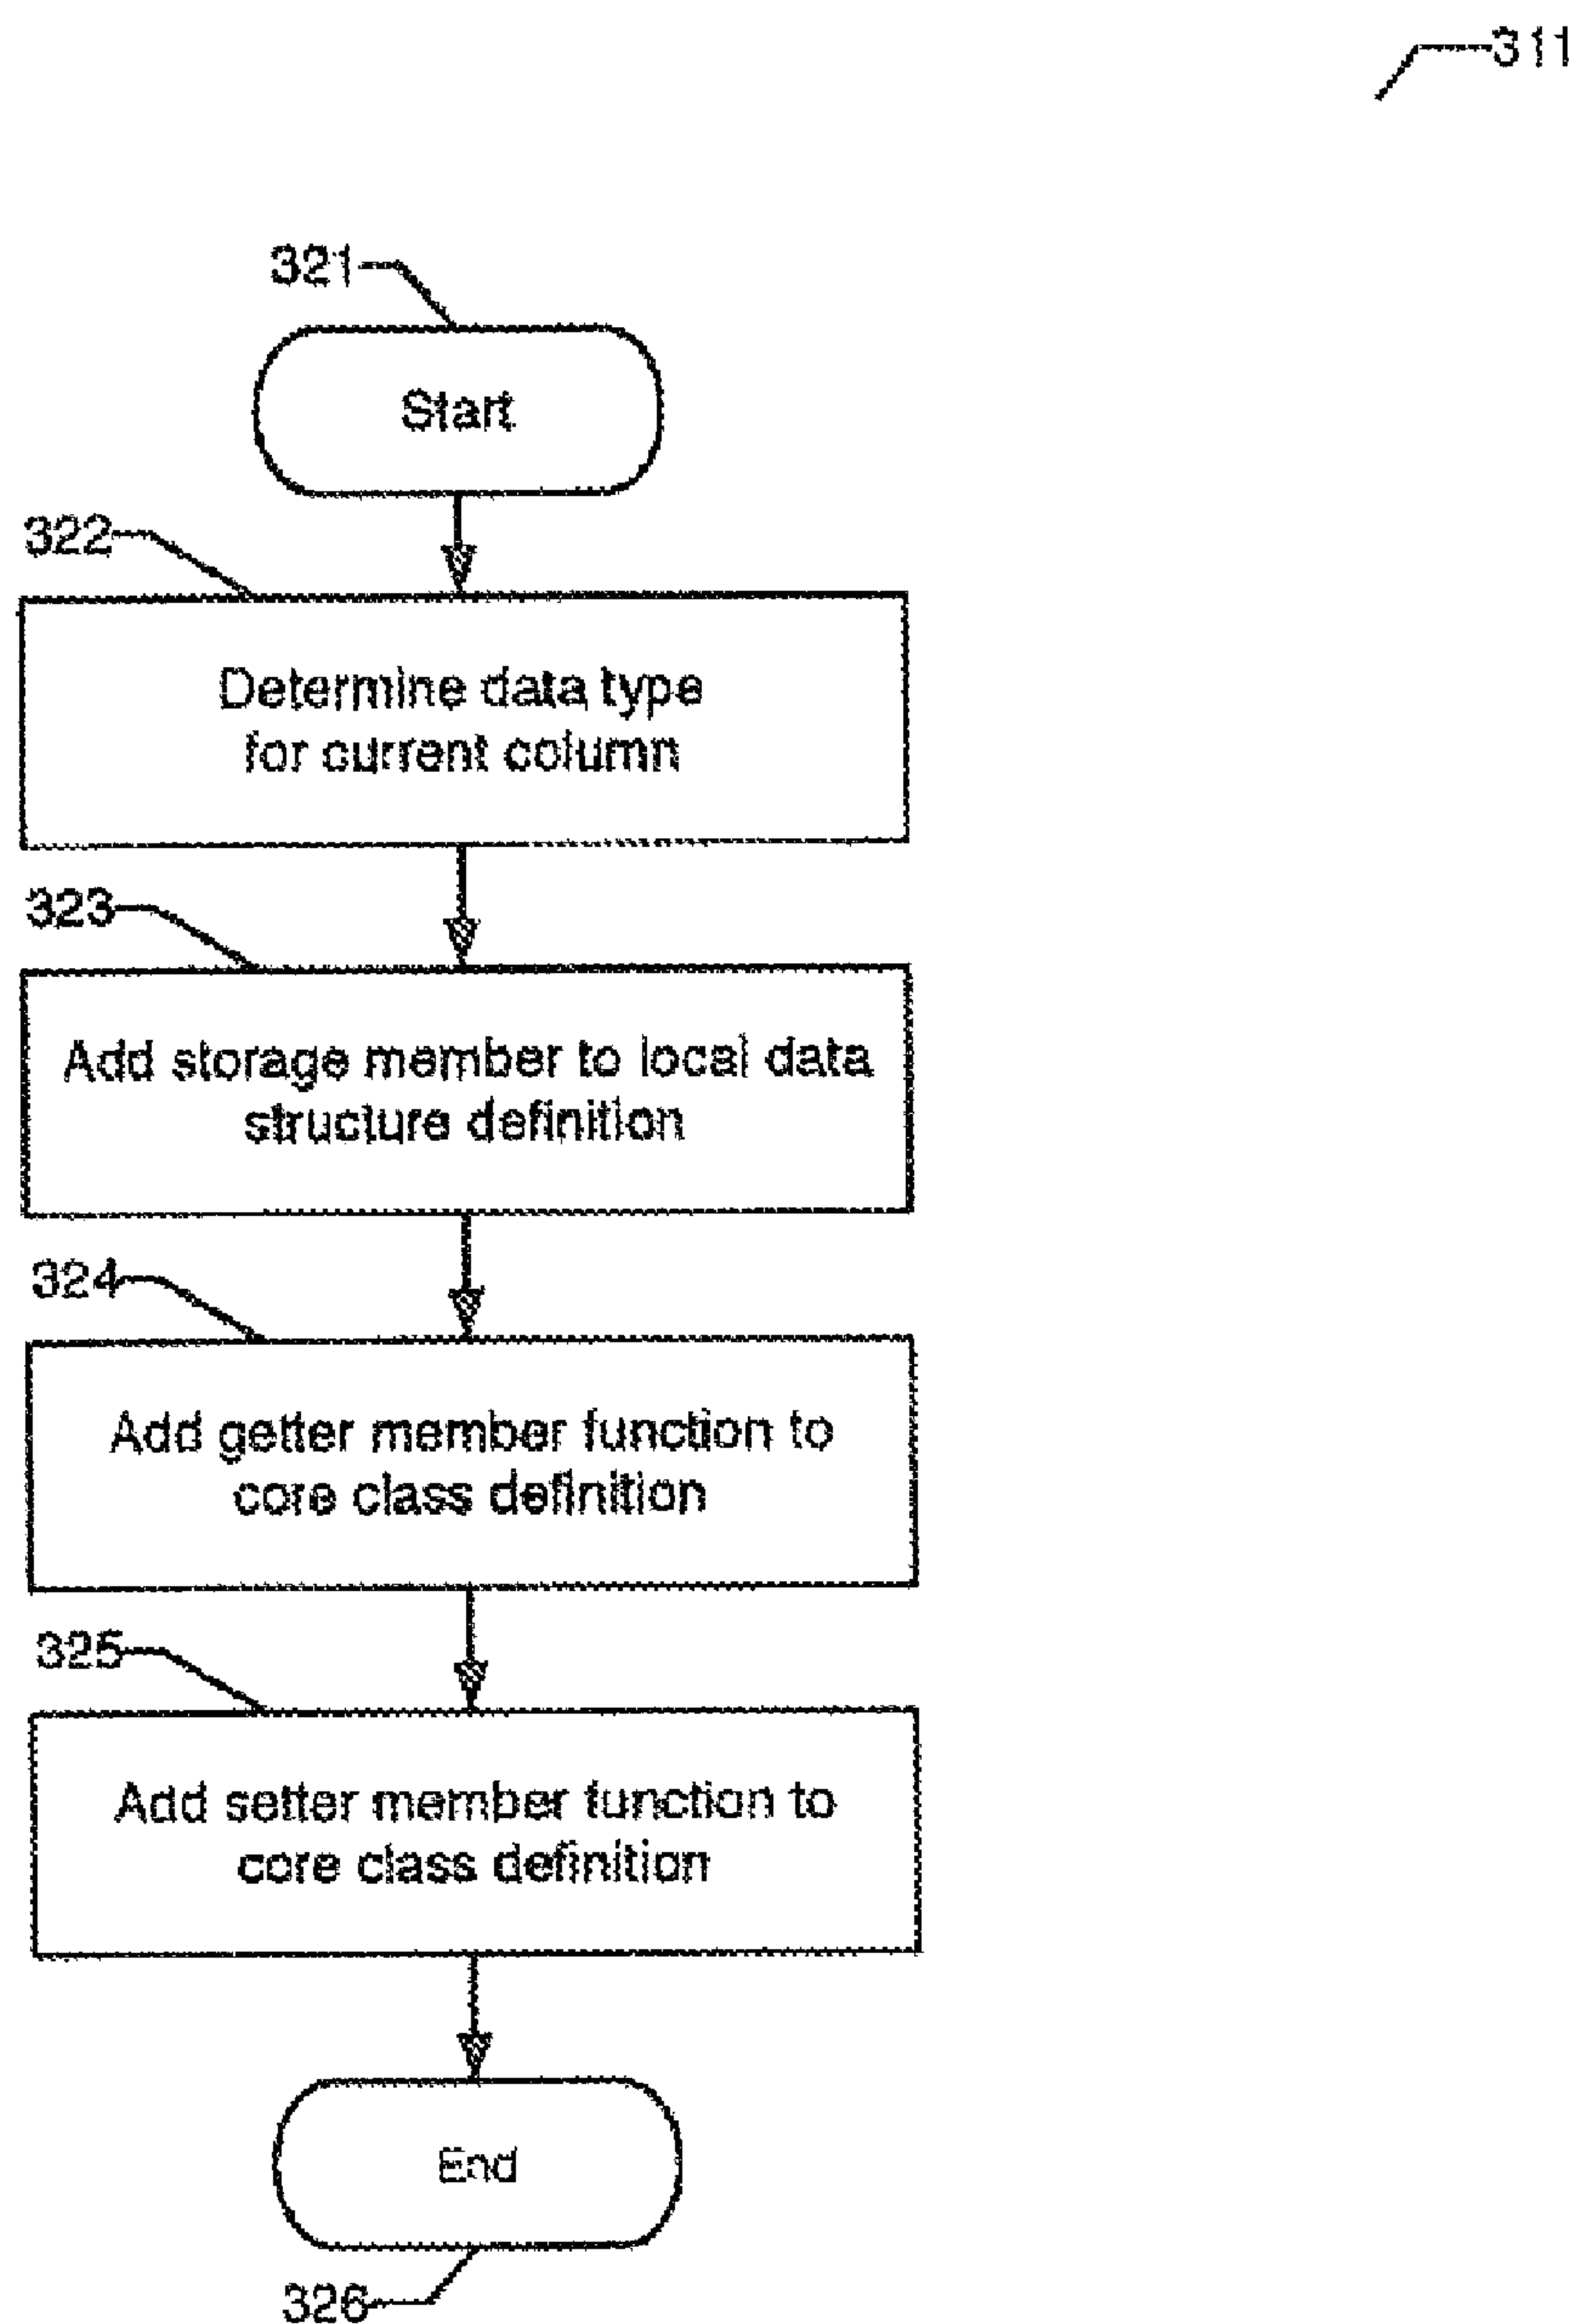 311
321
Start
322
Determine data type
for current column
323
Add storage member to local data
structure definition
324
Add getter member function to
core class definition
325
Add setter member function to
core class definition
End
326